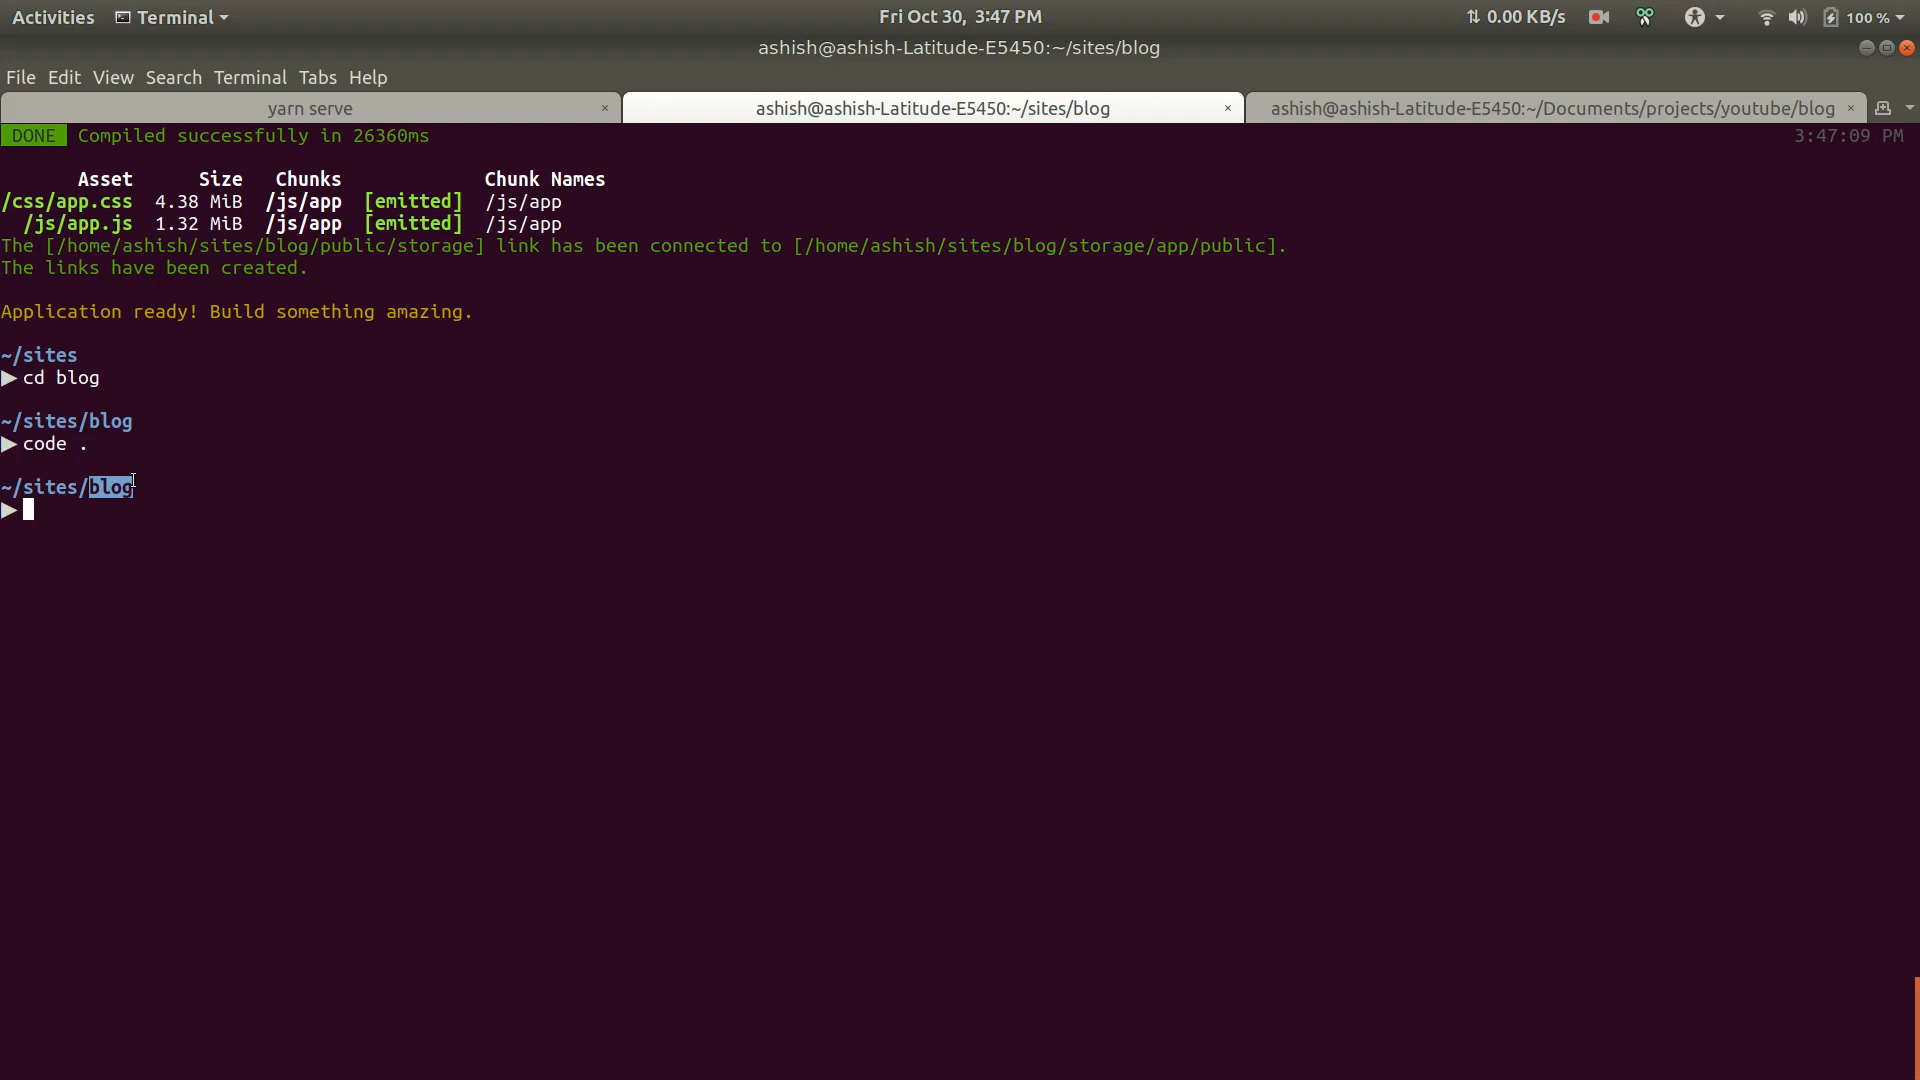 Activities Terminal Fri Oct 30, 3:47 PM 0.00 KB/s 100 %
ashish@ashish-Latitude-E5450:~/sites/blog
File Edit View Search Terminal Tabs Help
yarn serve × ashish@ashish-Latitude-E5450:~/sites/blog × ashish@ashish-Latitude-E5450:~/Documents/projects/youtube/blog ×
DONE Compiled successfully in 26360ms 3:47:09 PM
Asset Size Chunks Chunk Names
/css/app.css 4.38 MiB /js/app [emitted] /js/app
/js/app.js 1.32 MiB /js/app [emitted] /js/app
The [/home/ashish/sites/blog/public/storage] link has been connected to [/home/ashish/sites/blog/storage/app/public].
The links have been created.
Application ready! Build something amazing.
~/sites
▶ cd blog
~/sites/blog
▶ code .
~/sites/blog
▶